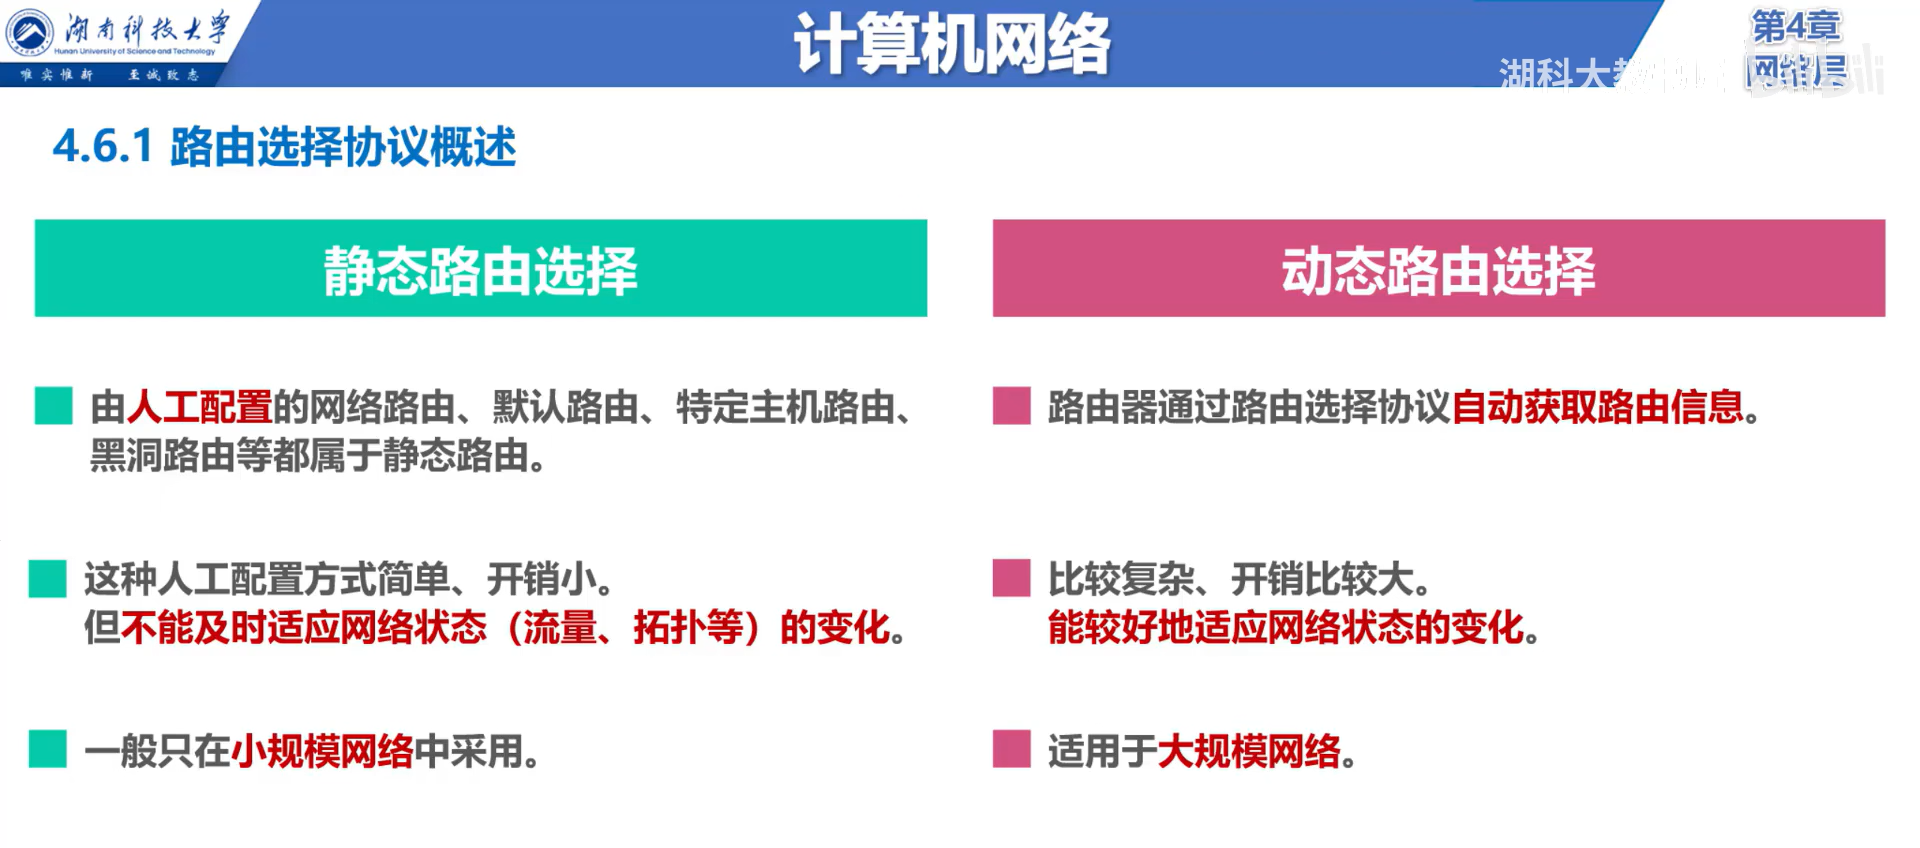 湖南科技大学
Hunan University of Science and Technology
唯实惟新 至诚致志
计算机网络
第4章
网络层
湖科大教
4.6.1 路由选择协议概述
静态路由选择
由人工配置的网络路由、默认路由、特定主机路由、
黑洞路由等都属于静态路由。
这种人工配置方式简单、开销小。
但不能及时适应网络状态（流量、拓扑等）的变化。
一般只在小规模网络中采用。
动态路由选择
路由器通过路由选择协议自动获取路由信息。
比较复杂、开销比较大。
能较好地适应网络状态的变化。
适用于大规模网络。